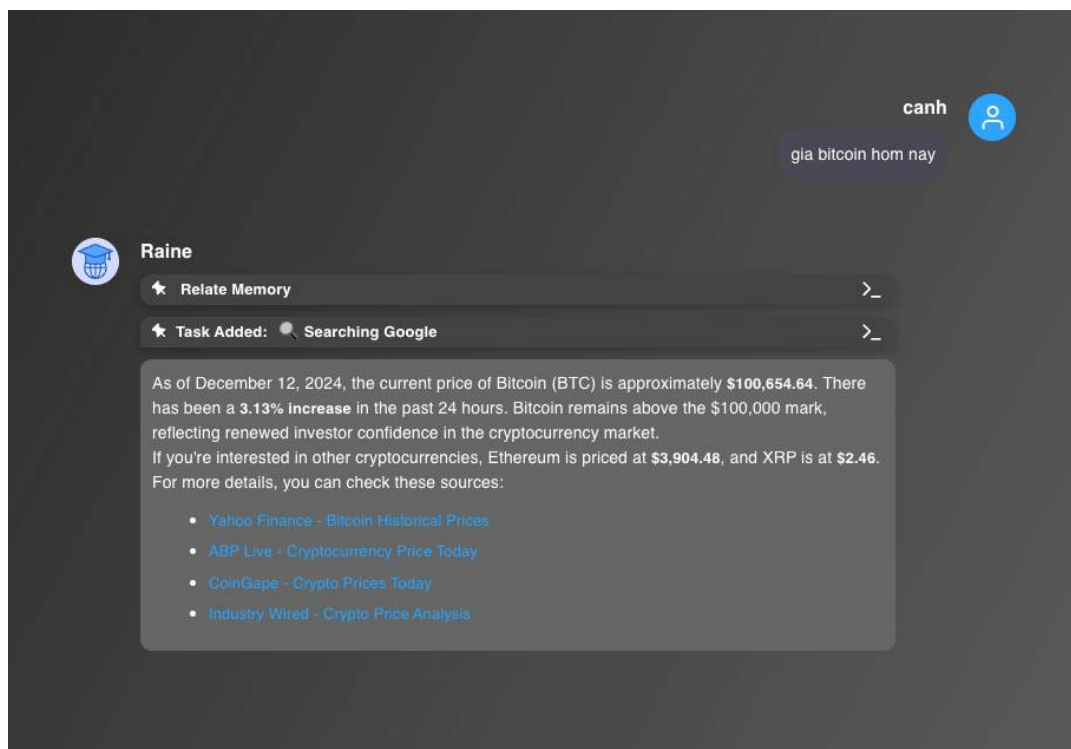 canh
gia bitcoin hom nay
Raine
Relate Memory
Task Added: 🔍 Searching Google
As of December 12, 2024, the current price of Bitcoin (BTC) is approximately $100,654.64. There
has been a 3.13% increase in the past 24 hours. Bitcoin remains above the $100,000 mark,
reflecting renewed investor confidence in the cryptocurrency market.
If you're interested in other cryptocurrencies, Ethereum is priced at $3,904.48, and XRP is at $2.46.
For more details, you can check these sources:
• Yahoo Finance - Bitcoin Historical Prices
• ABP Live - Cryptocurrency Price Today
• CoinGape - Crypto Prices Today
• Industry Wired - Crypto Price Analysis